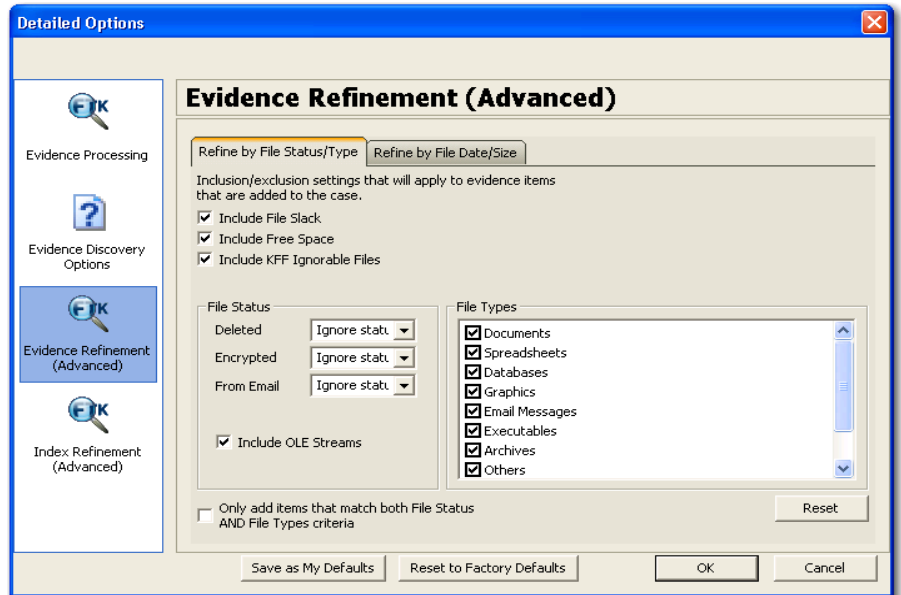 Detailed Options
Evidence Refinement (Advanced)
FTK
Evidence Processing
?
Evidence Discovery
Options
FTK
Evidence Refinement
(Advanced)
FTK
Index Refinement
(Advanced)
Refine by File Status/Type
Refine by File Date/Size
Inclusion/exclusion settings that will apply to evidence items
that are added to the case.
Include File Slack
Include Free Space
Include KFF Ignorable Files
File Status
Deleted Ignore statu
Encrypted Ignore statu
From Email Ignore statu
Include OLE Streams
File Types
Documents
Spreadsheets
Databases
Graphics
Email Messages
Executables
Archives
Others
Only add items that match both File Status
AND File Types criteria
Reset
Save as My Defaults
Reset to Factory Defaults
OK
Cancel